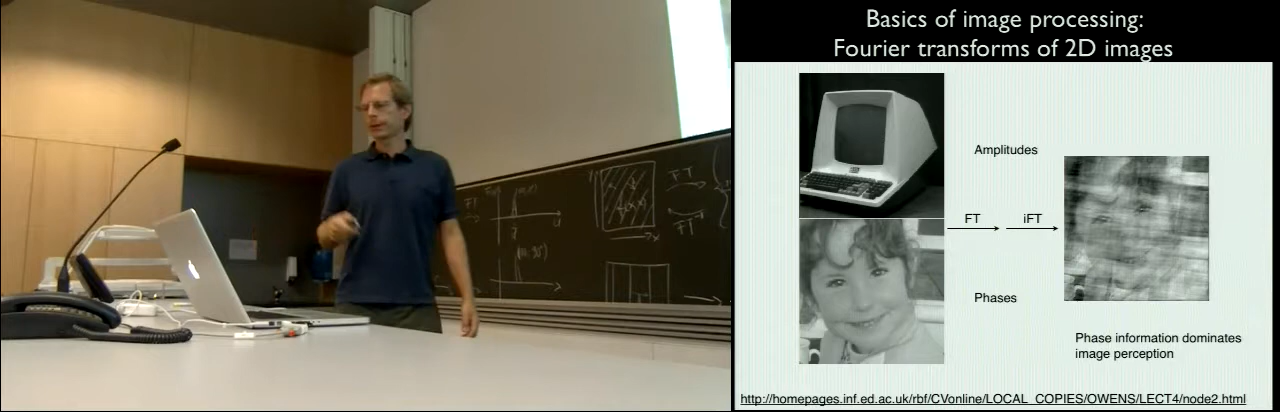 Basics of image processing:
Fourier transforms of 2D images
Amplitudes
FT
iFT
Phases
Phase information dominates
image perception
http://homepages.inf.ed.ac.uk/rbf/CVonline/LOCAL_COPIES/OWENS/LECT4/node2.html
FT
x